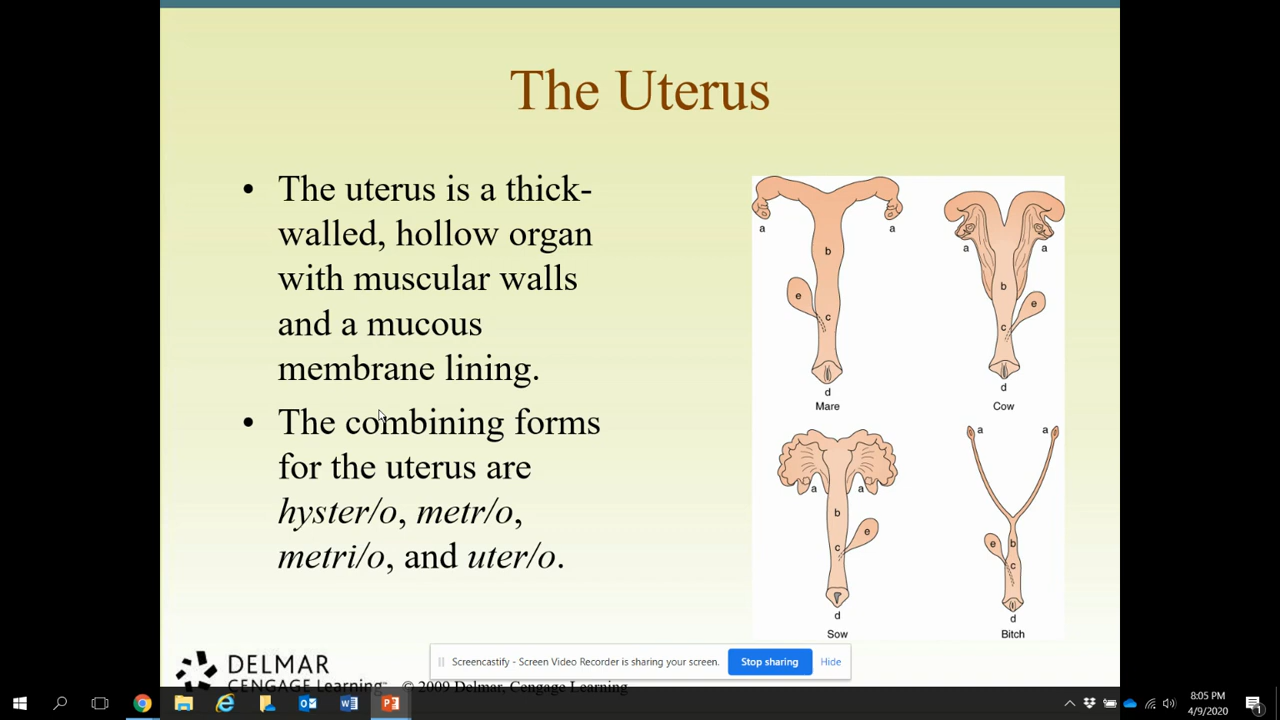 The Uterus
• The uterus is a thick-
walled, hollow organ
with muscular walls
and a mucous
membrane lining.
• The combining forms
for the uterus are
hyster/o, metr/o,
metri/o, and uter/o.
a a
b
e
c
d
Mare
a a
b
e
c
d
Cow
a a
b
e
c
d
Sow
a a
e b
c
d
Bitch
DELMAR
CENGAGE Learning™
© 2009 Delmar, Cengage Learning
Screencastify - Screen Video Recorder is sharing your screen. Stop sharing Hide
8:05 PM
4/9/2020
1